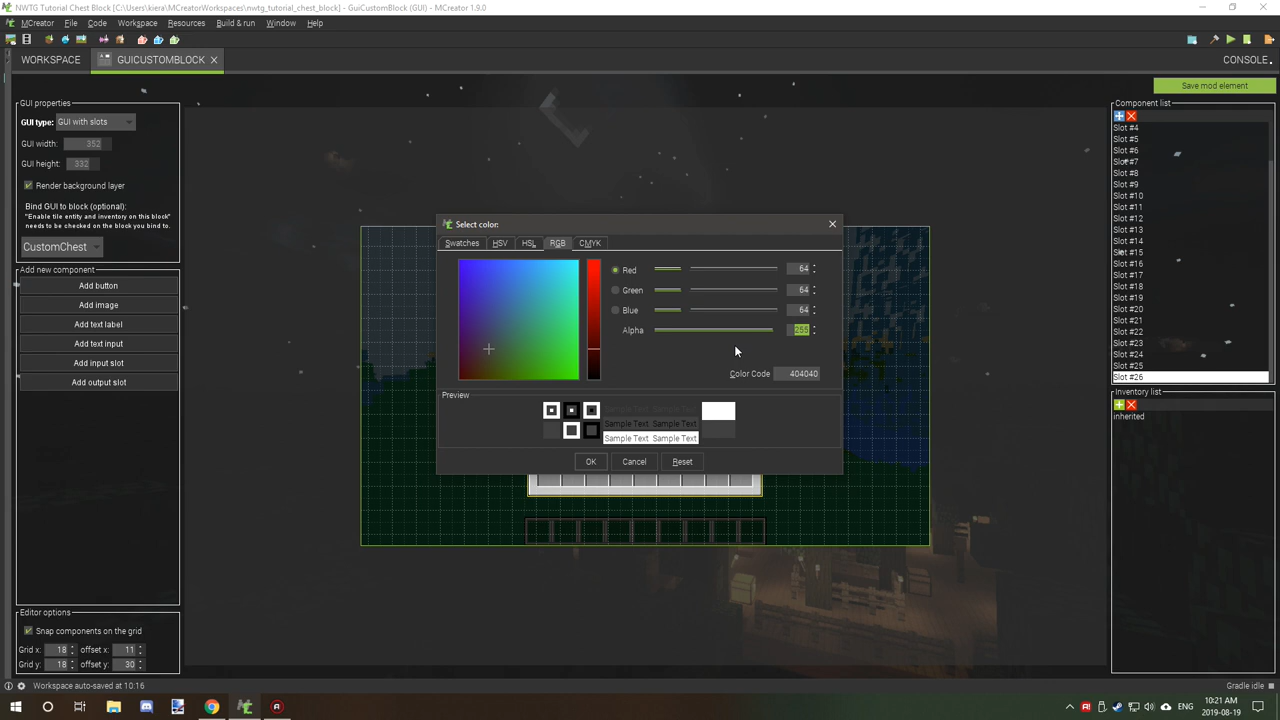 NWTG Tutorial Chest Block [C:\Users\kiera\MCreatorWorkspaces\nwtg_tutorial_chest_block] - GuiCustomBlock (GUI) - MCreator 1.9.0
MCreator File Code Workspace Resources Build & run Window Help
WORKSPACE GUICUSTOMBLOCK CONSOLE
Save mod element
GUI properties
GUI type: GUI with slots
GUI width: 352
GUI height: 332
Render background layer
Bind GUI to block (optional):
"Enable tile entity and inventory on this block"
needs to be checked on the block you bind to.
CustomChest
Add new component
Add button
Add image
Add text label
Add text input
Add input slot
Add output slot
Editor options
Snap components on the grid
Grid x: 18 offset x: 11
Grid y: 18 offset y: 30
Select color:
Swatches HSV HSL RGB CMYK
Red 64
Green 64
Blue 64
Alpha 255
Color Code 404040
Preview
Sample Text Sample Text
Sample Text Sample Text
Sample Text Sample Text
OK Cancel Reset
Component list
Slot #4
Slot #5
Slot #6
Slot #7
Slot #8
Slot #9
Slot #10
Slot #11
Slot #12
Slot #13
Slot #14
Slot #15
Slot #16
Slot #17
Slot #18
Slot #19
Slot #20
Slot #21
Slot #22
Slot #23
Slot #24
Slot #25
Slot #26
Inventory list
inherited
Workspace auto-saved at 10:16 Gradle idle
ENG 10:21 AM
2019-08-19